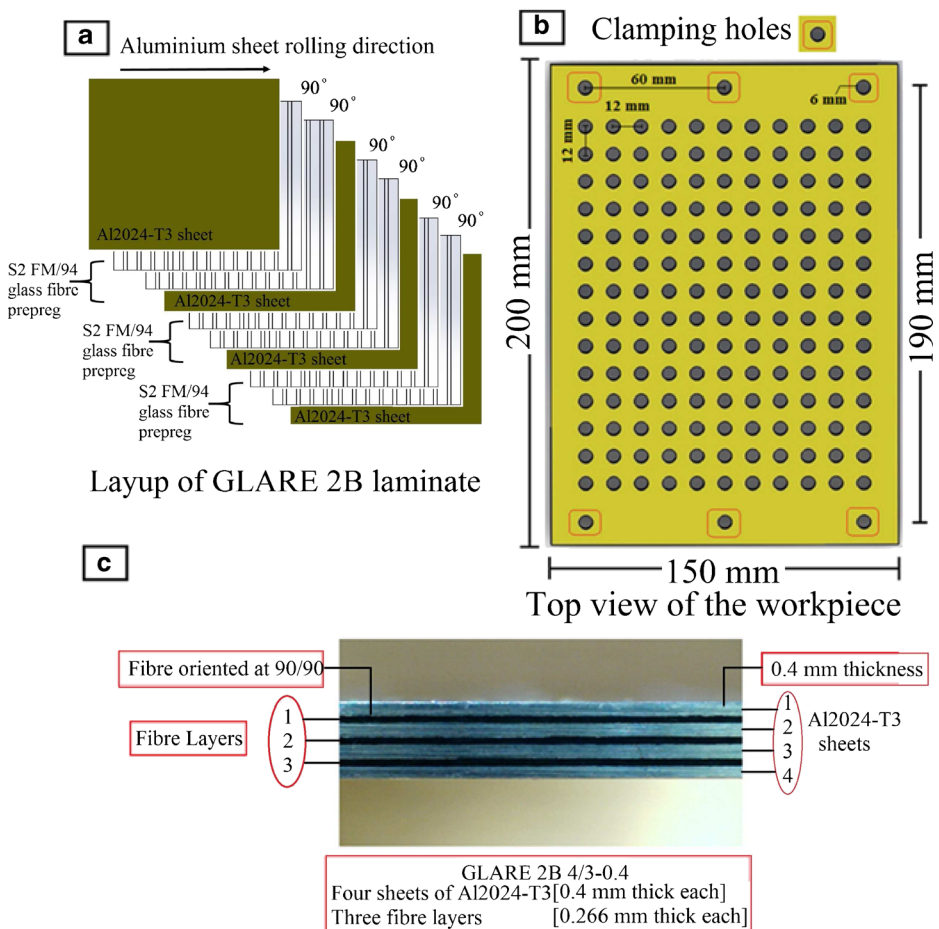 a
Aluminium sheet rolling direction
90°
90°
90°
90°
90°
90°
Al2024-T3 sheet
S2 FM/94
glass fibre
prepreg
Al2024-T3 sheet
S2 FM/94
glass fibre
prepreg
Al2024-T3 sheet
S2 FM/94
glass fibre
prepreg
Al2024-T3 sheet
Layup of GLARE 2B laminate
b
Clamping holes
60 mm
6 mm
12 mm
12 mm
200 mm
190 mm
150 mm
Top view of the workpiece
c
Fibre oriented at 90/90
0.4 mm thickness
Fibre Layers
1
2
3
1
2
3
4
Al2024-T3
sheets
GLARE 2B 4/3-0.4
Four sheets of Al2024-T3[0.4 mm thick each]
Three fibre layers [0.266 mm thick each]